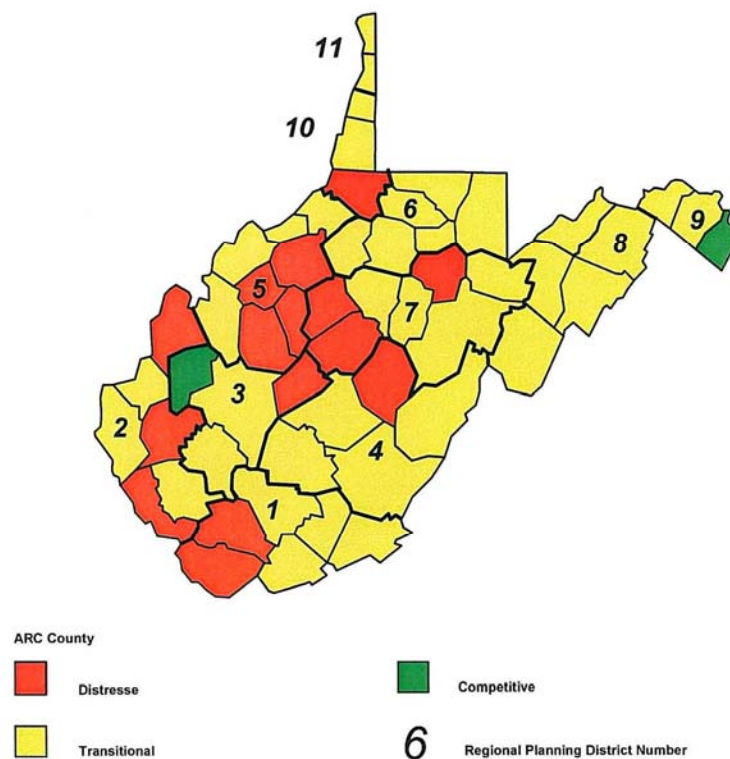 11
10
6
9
8
5
7
3
2
4
1
ARC County
Distresse
Competitive
Transitional
6 Regional Planning District Number